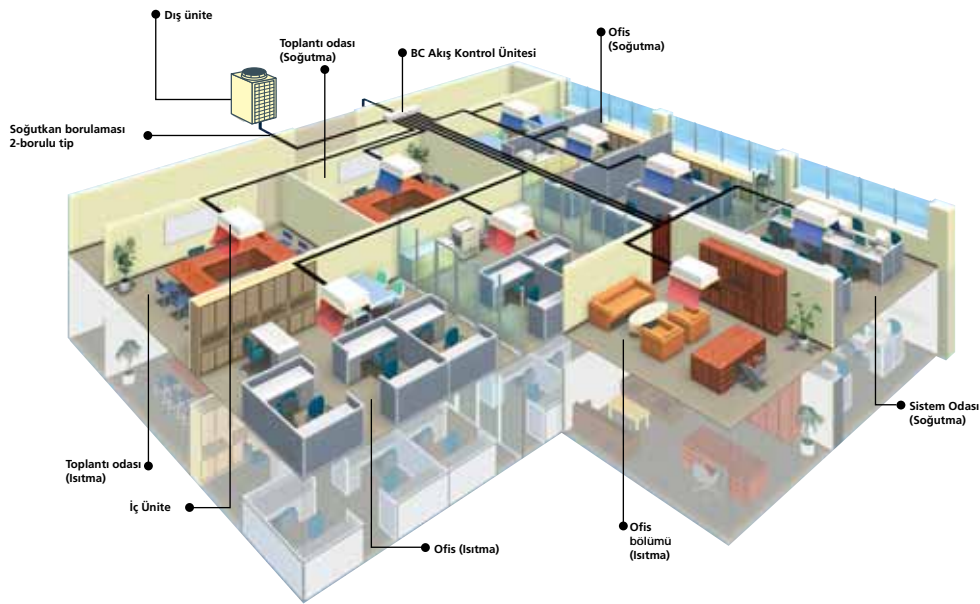 Dış ünite
Toplantı odası
(Soğutma)
BC Akış Kontrol Ünitesi
Ofis
(Soğutma)
Soğutkan borulaması
2-borulu tip
Sistem Odası
(Soğutma)
Toplantı odası
(Isıtma)
İç Ünite
Ofis (Isıtma)
Ofis
bölümü
(Isıtma)